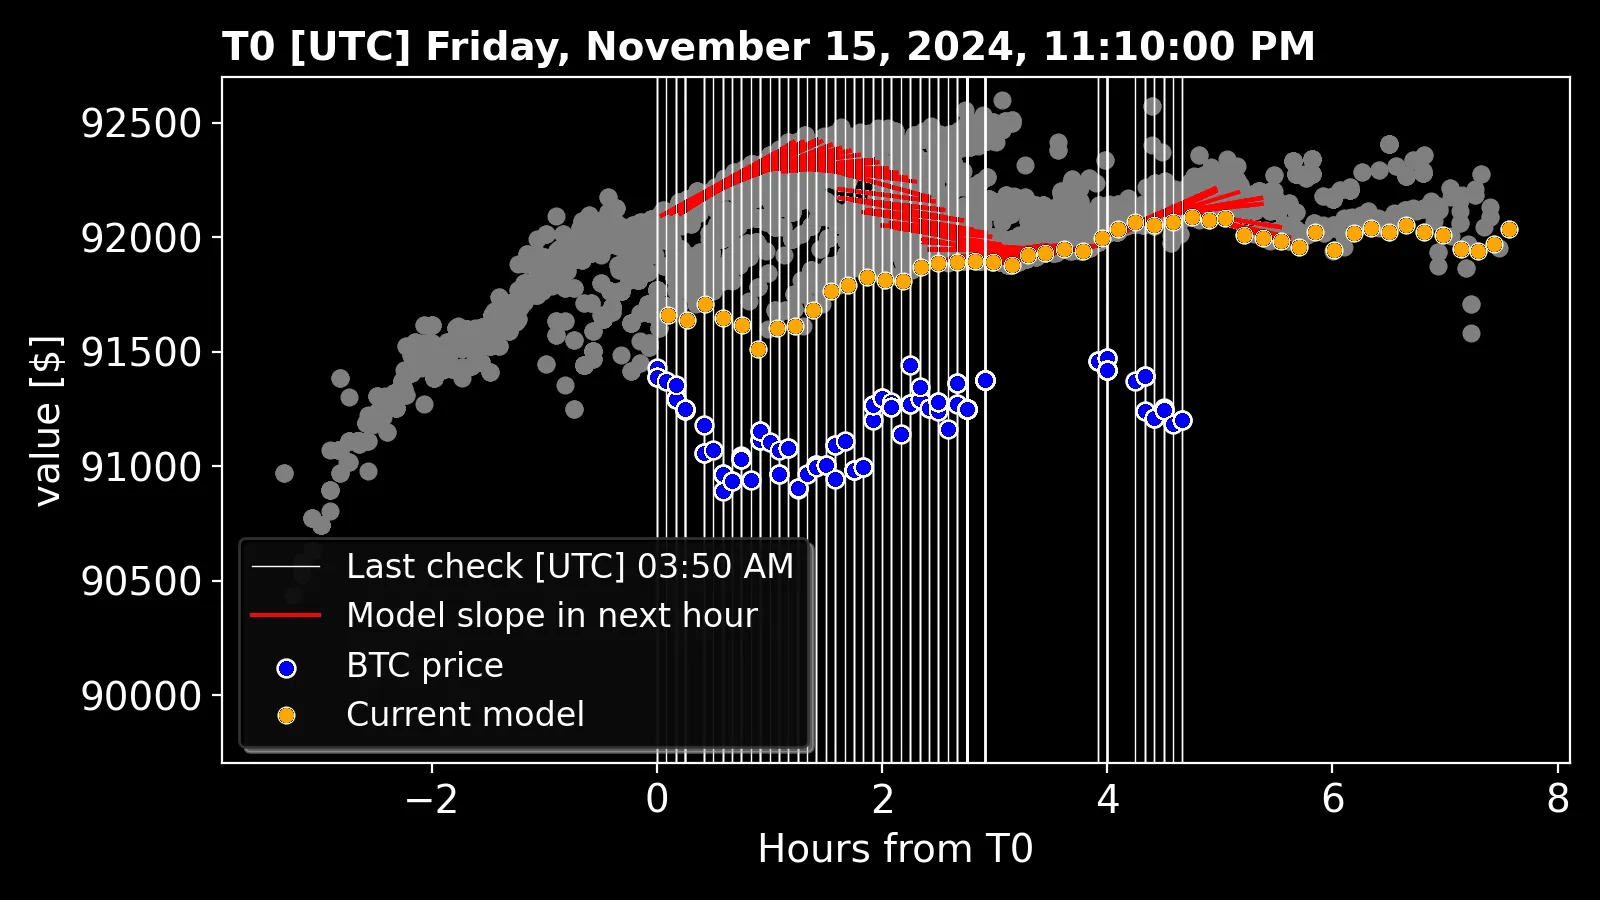 T0 [UTC] Friday, November 15, 2024, 11:10:00 PM
value [$]
92500
92000
91500
91000
90500
90000
Last check [UTC] 03:50 AM
Model slope in next hour
BTC price
Current model
−2
0
2
4
6
8
Hours from T0